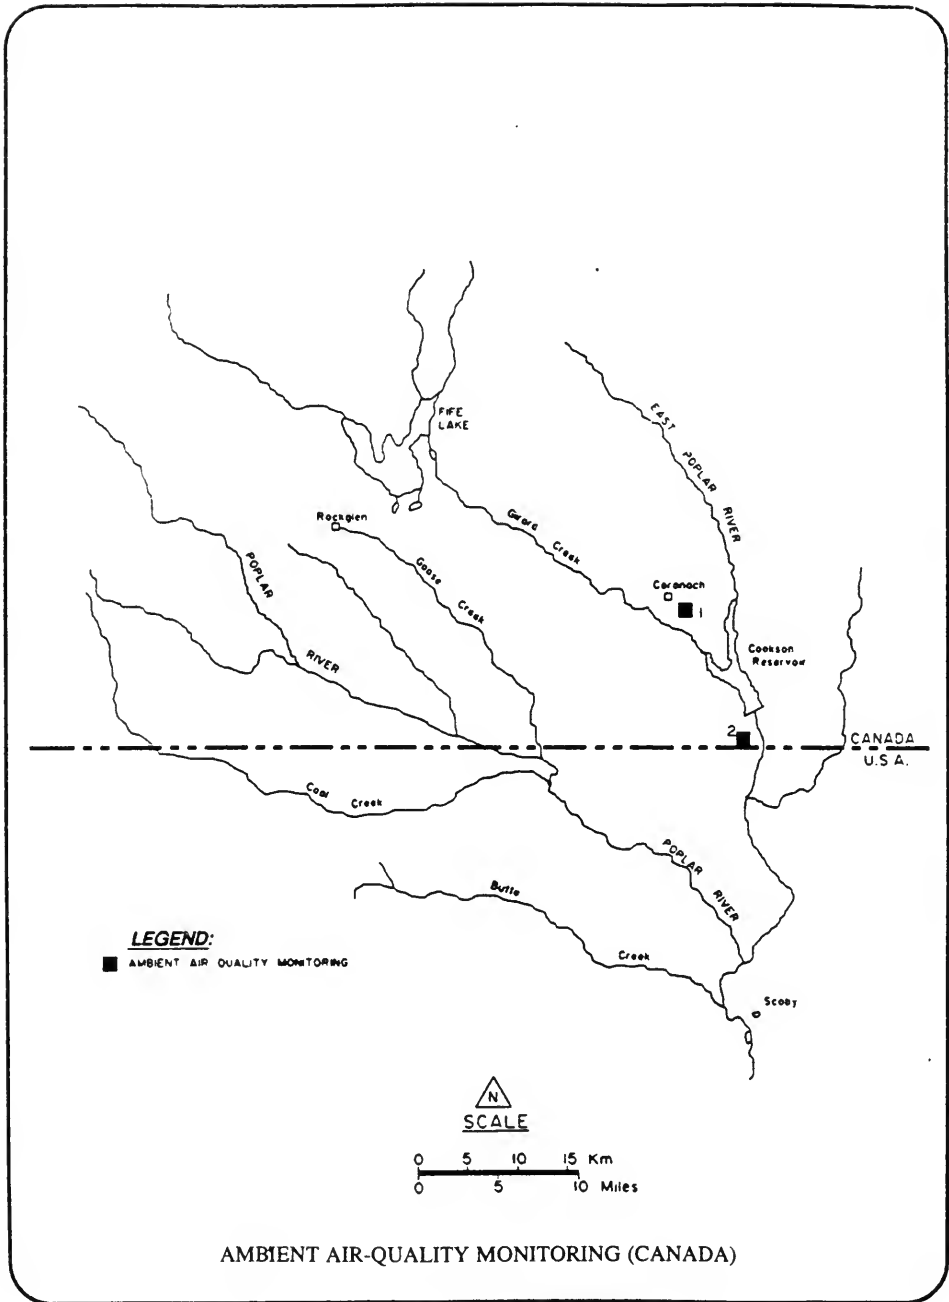 FIFE
LAKE
EAST POPLAR RIVER
Rockglen
Girard Creek
Goose Creek
POPLAR RIVER
Coronach
1
Cookson
Reservoir
2
CANADA
U.S.A.
Coal Creek
POPLAR RIVER
Butte Creek
LEGEND:
AMBIENT AIR QUALITY MONITORING
Scoby
N
SCALE
0 5 10 15 Km
0 5 10 Miles
AMBIENT AIR-QUALITY MONITORING (CANADA)